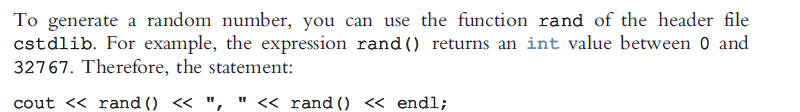 To generate a random number, you can use the function rand of the header file
cstdlib. For example, the expression rand() returns an int value between 0 and
32767. Therefore, the statement:
cout << rand() << ", " << rand() << endl;